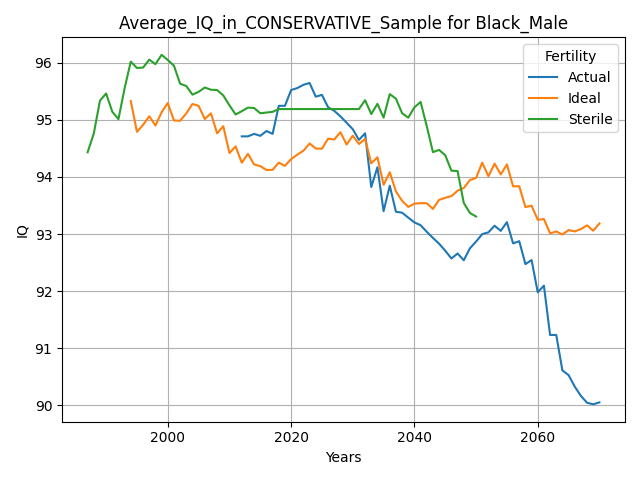 Average_IQ_in_CONSERVATIVE_Sample for Black_Male
Fertility
Actual
Ideal
Sterile
96
95
94
93
92
91
90
IQ
2000 2020 2040 2060
Years